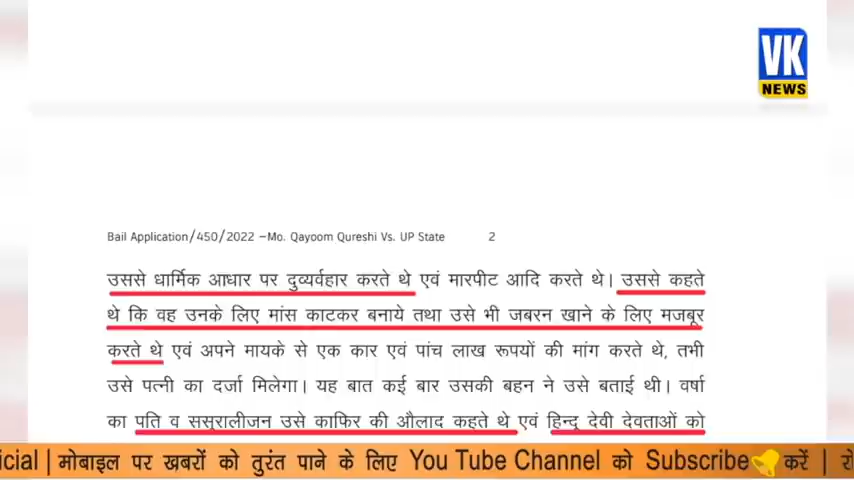 VK
NEWS
Bail Application/450/2022 –Mo. Qayoom Qureshi Vs. UP State 2
उससे धार्मिक आधार पर दुव्यर्वहार करते थे एवं मारपीट आदि करते थे। उससे कहते
थे कि वह उनके लिए मांस काटकर बनाये तथा उसे भी जबरन खाने के लिए मजबूर
करते थे एवं अपने मायके से एक कार एवं पांच लाख रूपयों की मांग करते थे, तभी
उसे पत्नी का दर्जा मिलेगा। यह बात कई बार उसकी बहन ने उसे बताई थी। वर्षा
का पति व ससुरालीजन उसे काफिर की औलाद कहते थे एवं हिन्दू देवी देवताओं को
cial | मोबाइल पर खबरों को तुरंत पाने के लिए You Tube Channel को Subscribe करें | रो